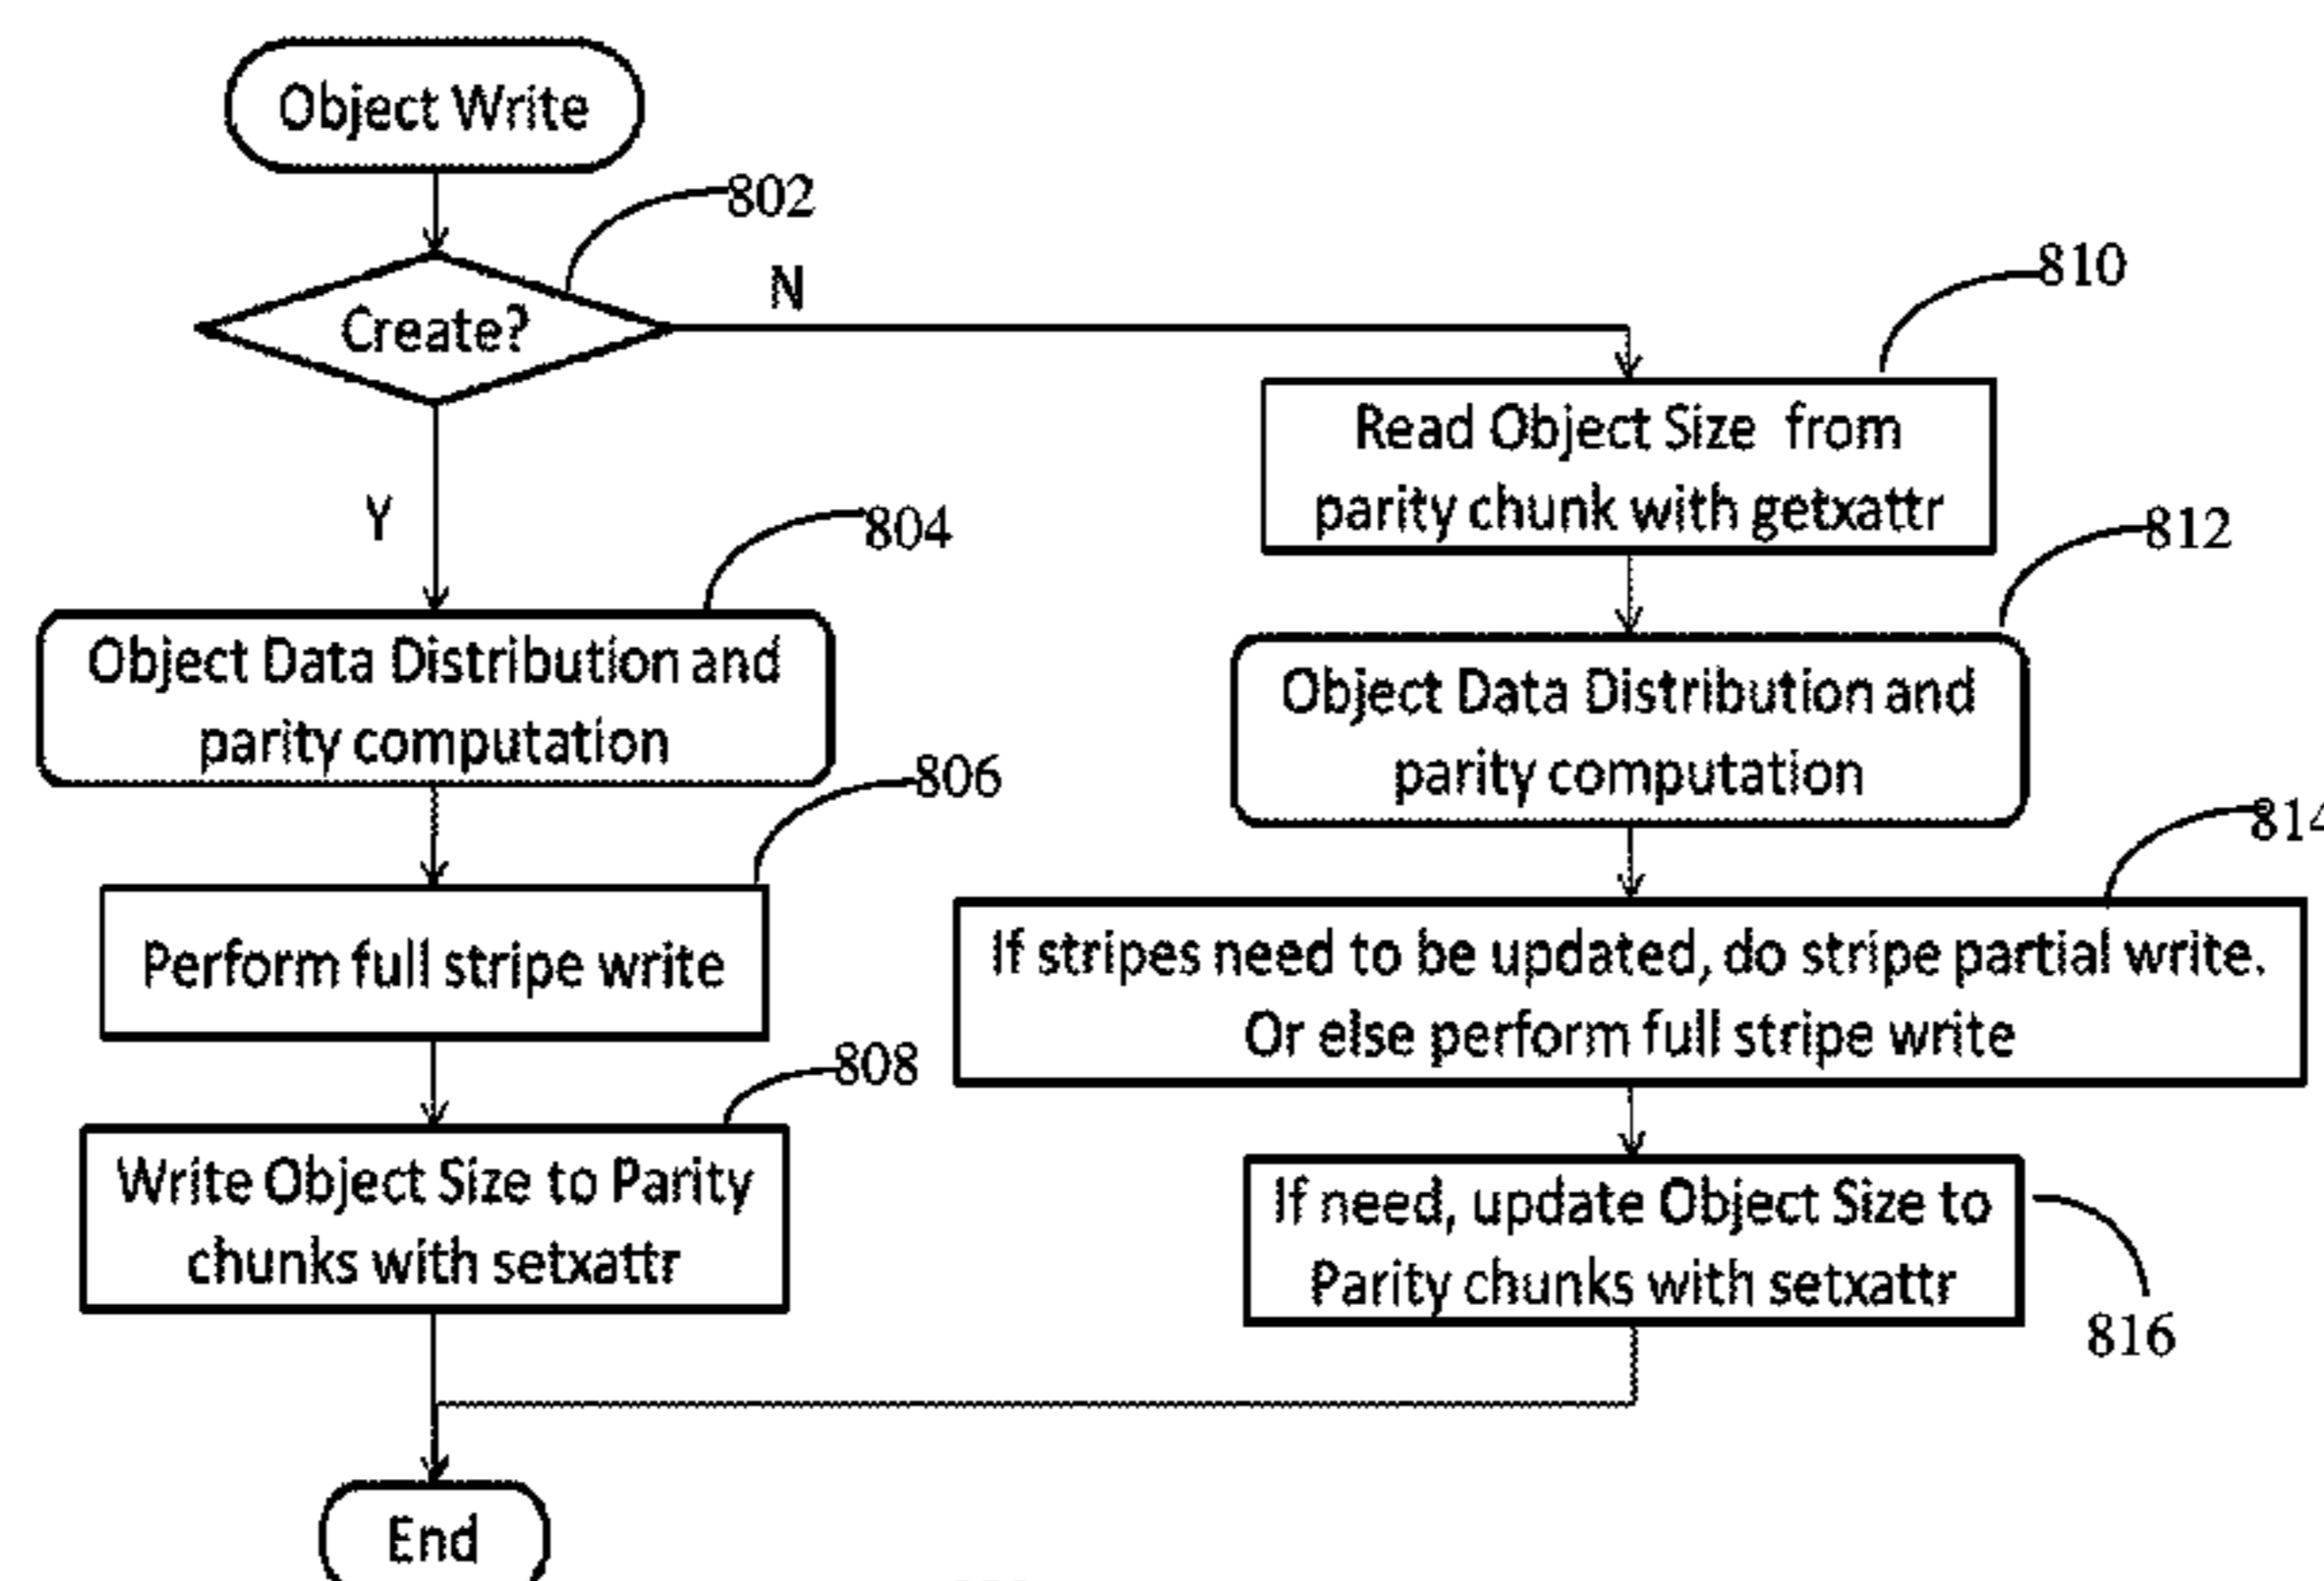 Object Write
802
Create?
N
Y
804
Object Data Distribution and
parity computation
806
Perform full stripe write
808
Write Object Size to Parity
chunks with setxattr
810
Read Object Size from
parity chunk with getxattr
812
Object Data Distribution and
parity computation
814
If stripes need to be updated, do stripe partial write.
Or else perform full stripe write
If need, update Object Size to
Parity chunks with setxattr
816
End